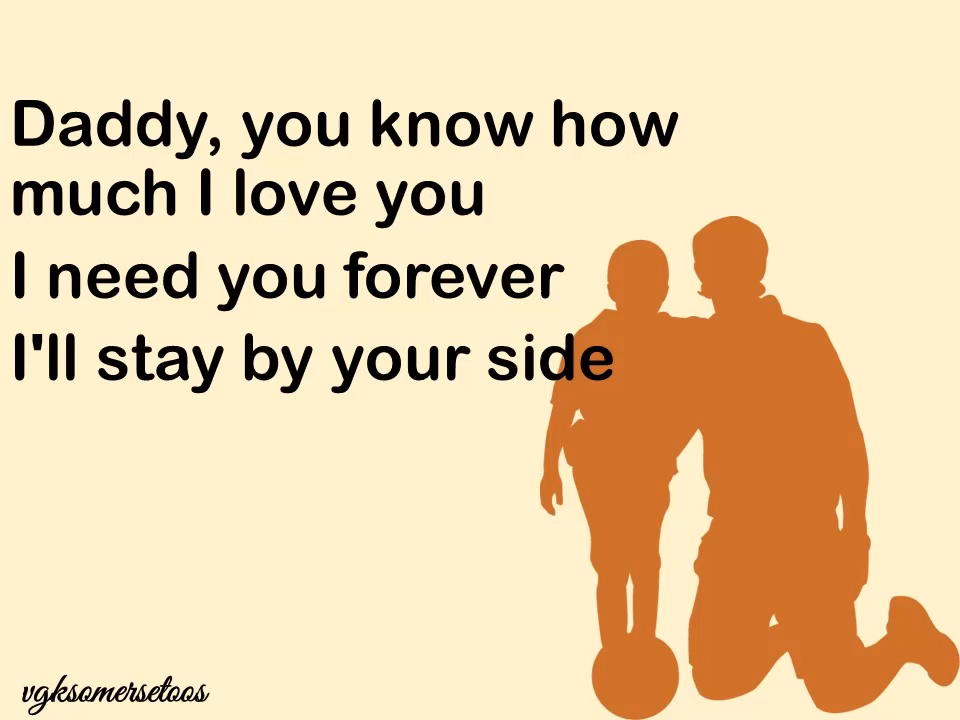 Daddy, you know how
much I love you
I need you forever
I'll stay by your side
vgksomersetoos